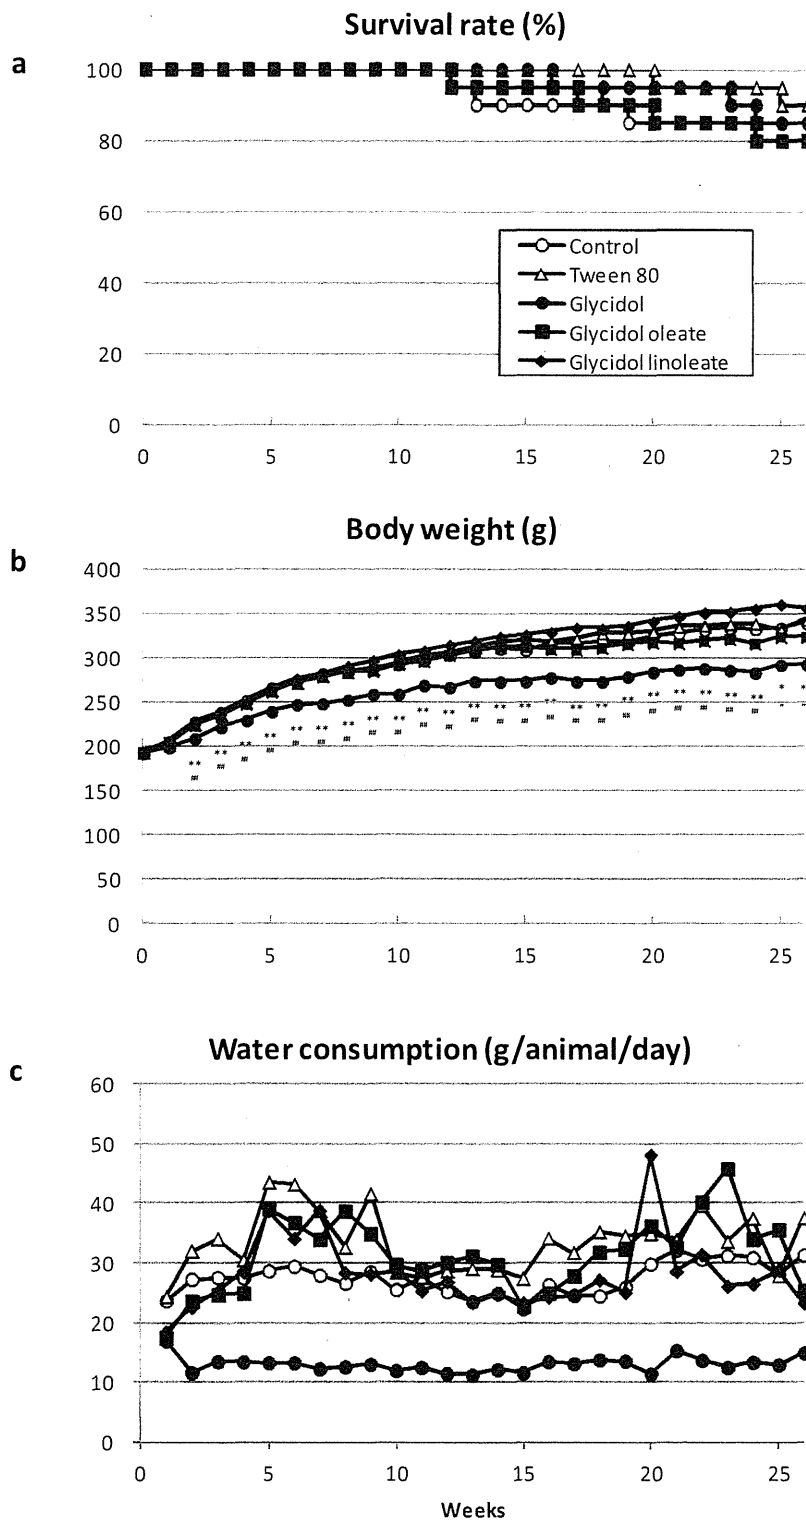 Survival rate (%)
a
100
80
60
40
20
0
Control
Tween 80
Glycidol
Glycidol oleate
Glycidol linoleate
0 5 10 15 20 25
Body weight (g)
b
400
350
300
250
200
150
100
50
0
** ** ** ** ** ** ** ** ** ** ** ** ** ** ** ** ** ** ** ** ** ** ** * *
0 5 10 15 20 25
Water consumption (g/animal/day)
c
60
50
40
30
20
10
0
0 5 10 15 20 25
Weeks